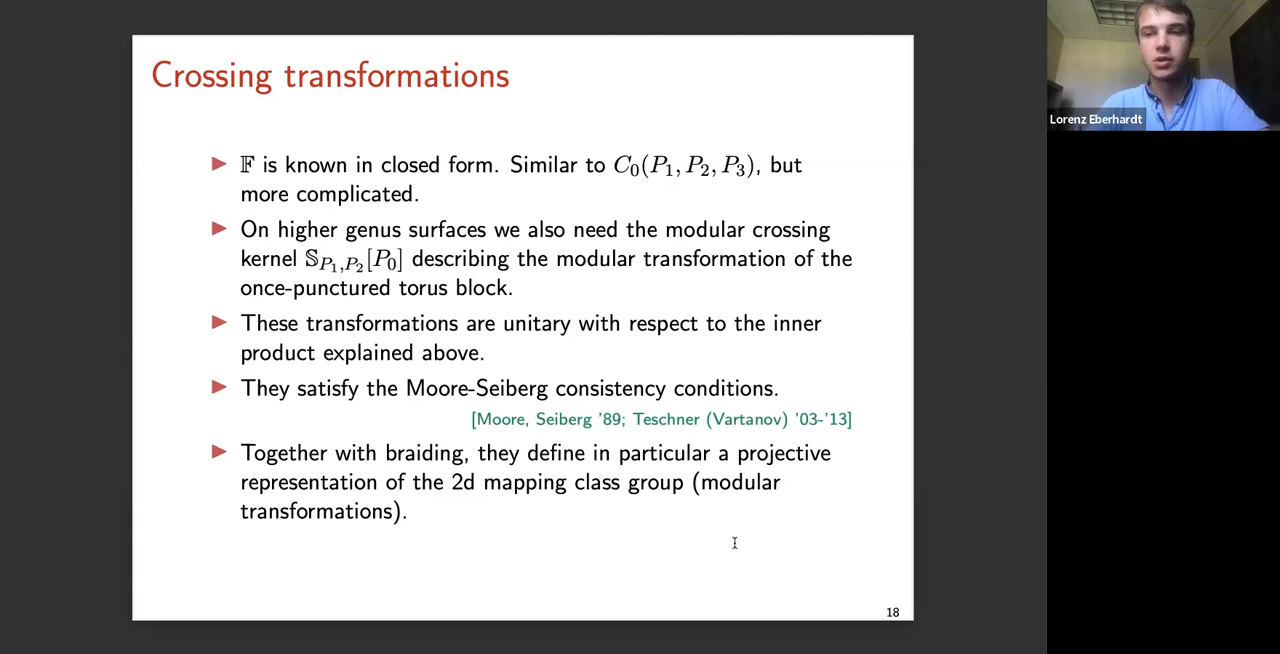 Crossing transformations
▶ 𝔽 is known in closed form. Similar to C₀(P₁, P₂, P₃), but
more complicated.
▶ On higher genus surfaces we also need the modular crossing
kernel 𝕊_{P₁,P₂}[P₀] describing the modular transformation of the
once-punctured torus block.
▶ These transformations are unitary with respect to the inner
product explained above.
▶ They satisfy the Moore-Seiberg consistency conditions.
[Moore, Seiberg '89; Teschner (Vartanov) '03-'13]
▶ Together with braiding, they define in particular a projective
representation of the 2d mapping class group (modular
transformations).
18
Lorenz Eberhardt